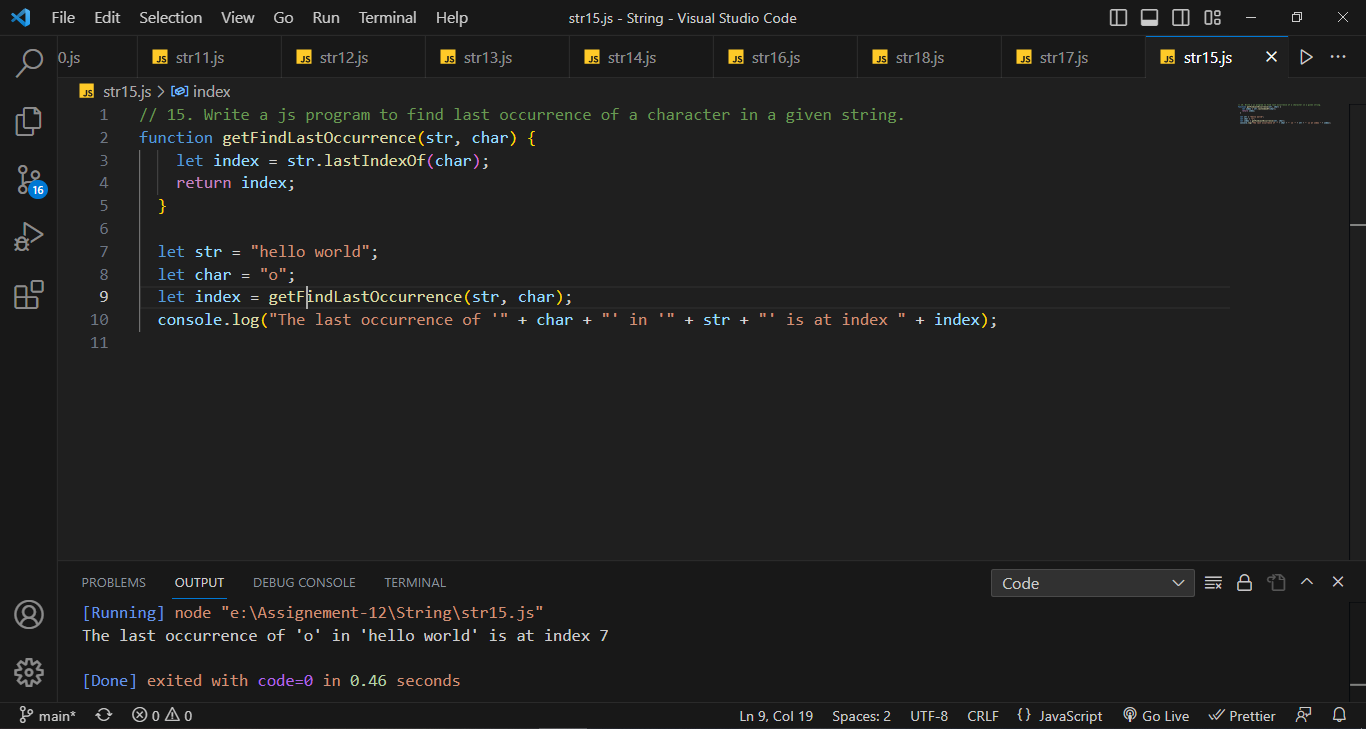 File Edit Selection View Go Run Terminal Help str15.js - String - Visual Studio Code
0.js JS str11.js JS str12.js JS str13.js JS str14.js JS str16.js JS str18.js JS str17.js JS str15.js
JS str15.js > index
1 // 15. Write a js program to find last occurrence of a character in a given string.
2 function getFindLastOccurrence(str, char) {
3 let index = str.lastIndexOf(char);
4 return index;
5 }
6
7 let str = "hello world";
8 let char = "o";
9 let index = getFindLastOccurrence(str, char);
10 console.log("The last occurrence of '" + char + "' in '" + str + "' is at index " + index);
11
16
PROBLEMS OUTPUT DEBUG CONSOLE TERMINAL Code
[Running] node "e:\Assignement-12\String\str15.js"
The last occurrence of 'o' in 'hello world' is at index 7
[Done] exited with code=0 in 0.46 seconds
main* 0 0 Ln 9, Col 19 Spaces: 2 UTF-8 CRLF {} JavaScript Go Live Prettier